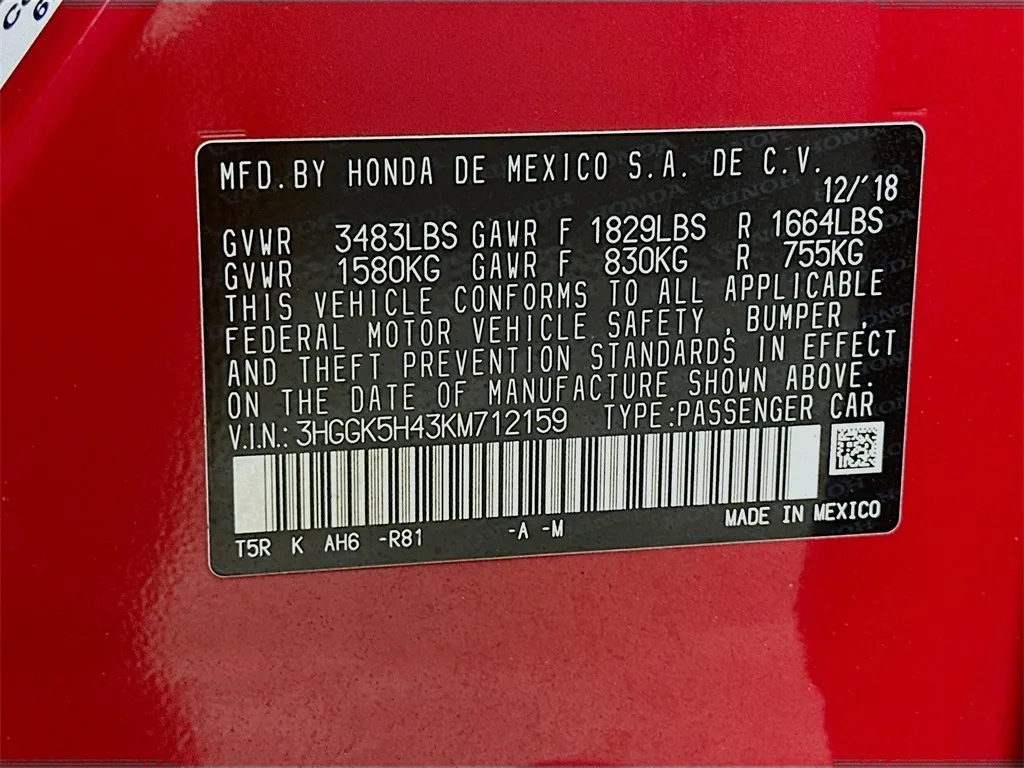 MFD.BY HONDA DE MEXICO S.A. DE C.V.
12/'18
GVWR 3483LBS GAWR F 1829LBS R 1664LBS
GVWR 1580KG GAWR F 830KG R 755KG
THIS VEHICLE CONFORMS TO ALL APPLICABLE
FEDERAL MOTOR VEHICLE SAFETY , BUMPER ,
AND THEFT PREVENTION STANDARDS IN EFFECT
ON THE DATE OF MANUFACTURE SHOWN ABOVE.
V.I.N.: 3HGGK5H43KM712159 TYPE:PASSENGER CAR
T5R K AH6 -R81 -A -M MADE IN MEXICO